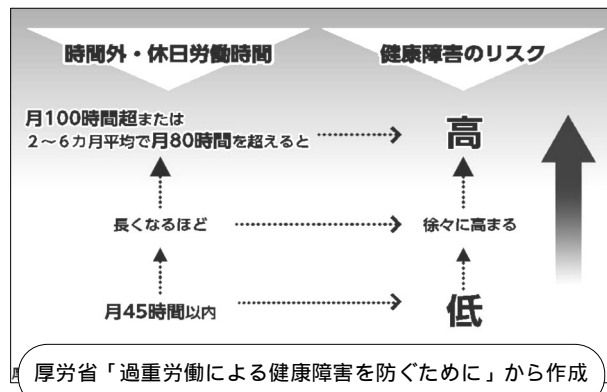 時間外・休日労働時間
健康障害のリスク
月100時間超または
2〜6カ月平均で月80時間を超えると
高
長くなるほど
徐々に高まる
月45時間以内
低
厚労省「過重労働による健康障害を防ぐために」から作成